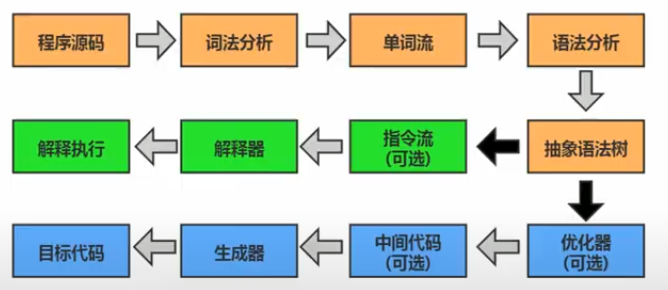 程序源码
词法分析
单词流
语法分析
解释执行
解释器
指令流
(可选)
抽象语法树
目标代码
生成器
中间代码
(可选)
优化器
(可选)